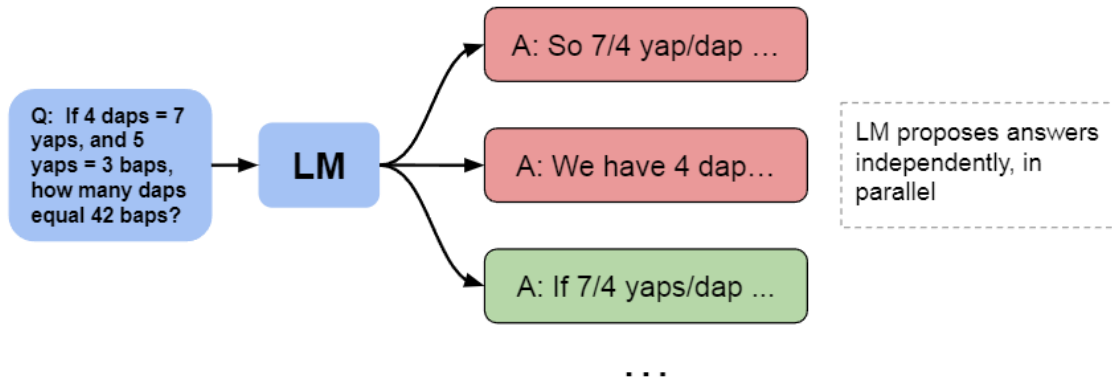 Q: If 4 daps = 7
yaps, and 5
yaps = 3 baps,
how many daps
equal 42 baps?
LM
A: So 7/4 yap/dap ...
A: We have 4 dap...
A: If 7/4 yaps/dap ...
...
LM proposes answers
independently, in
parallel